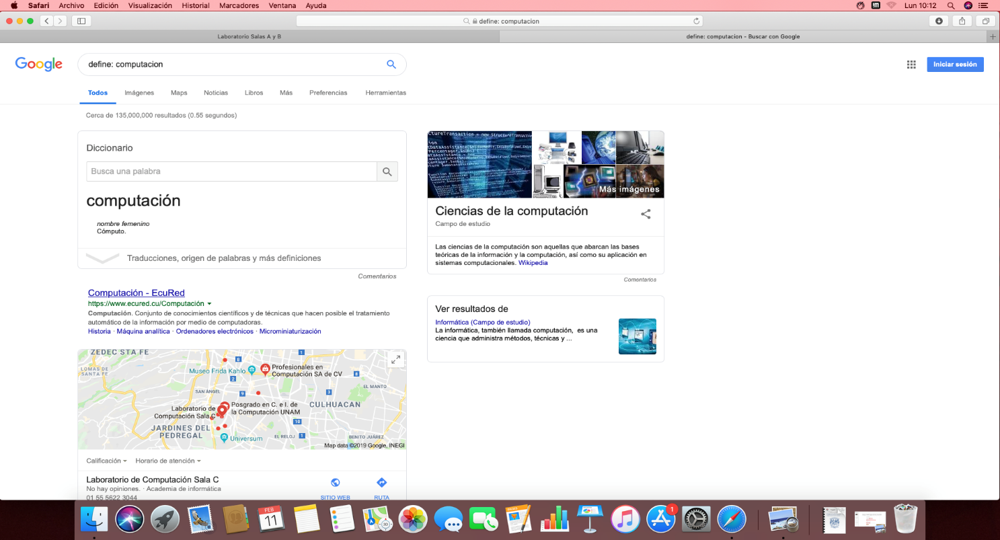 Safari Archivo Edición Visualización Historial Marcadores Ventana Ayuda Lun 10:12
define: computacion
Laboratorio Salas A y B
define: computacion - Buscar con Google
Google
define: computacion
Iniciar sesión
Todos Imágenes Maps Noticias Libros Más Preferencias Herramientas
Cerca de 135,000,000 resultados (0.55 segundos)
Diccionario
Busca una palabra
computación
nombre femenino
Cómputo.
Traducciones, origen de palabras y más definiciones
Comentarios
Computación - EcuRed
https://www.ecured.cu/Computación
Computación. Conjunto de conocimientos científicos y de técnicas que hacen posible el tratamiento
automático de la información por medio de computadoras.
Historia · Máquina analítica · Ordenadores electrónicos · Microminiaturización
ZEDEC STA FE
LOMAS DE
SANTA FE
Museo Frida Kahlo
Profesionales en
Computación SA de CV
1
8
2
8
SAN ÁNGEL
9
3
EL MANTO
Laboratorio de
Computación Sala C
Posgrado en C. e I. de
la Computación UNAM
CULHUACAN
10
JARDINES DEL
PEDREGAL
Universum
EL RELOJ
1
BENITO JUÁREZ
Map data ©2019 Google, INEGI
Calificación Horario de atención
Laboratorio de Computación Sala C
No hay opiniones. · Academia de informática
01 55 5622 3044
SITIO WEB
RUTA
Más imágenes
Ciencias de la computación
Campo de estudio
Las ciencias de la computación son aquellas que abarcan las bases
teóricas de la información y la computación, así como su aplicación en
sistemas computacionales. Wikipedia
Comentarios
Ver resultados de
Informática (Campo de estudio)
La informática, también llamada computación, es una
ciencia que administra métodos, técnicas y ...
FEB
11
3D
1